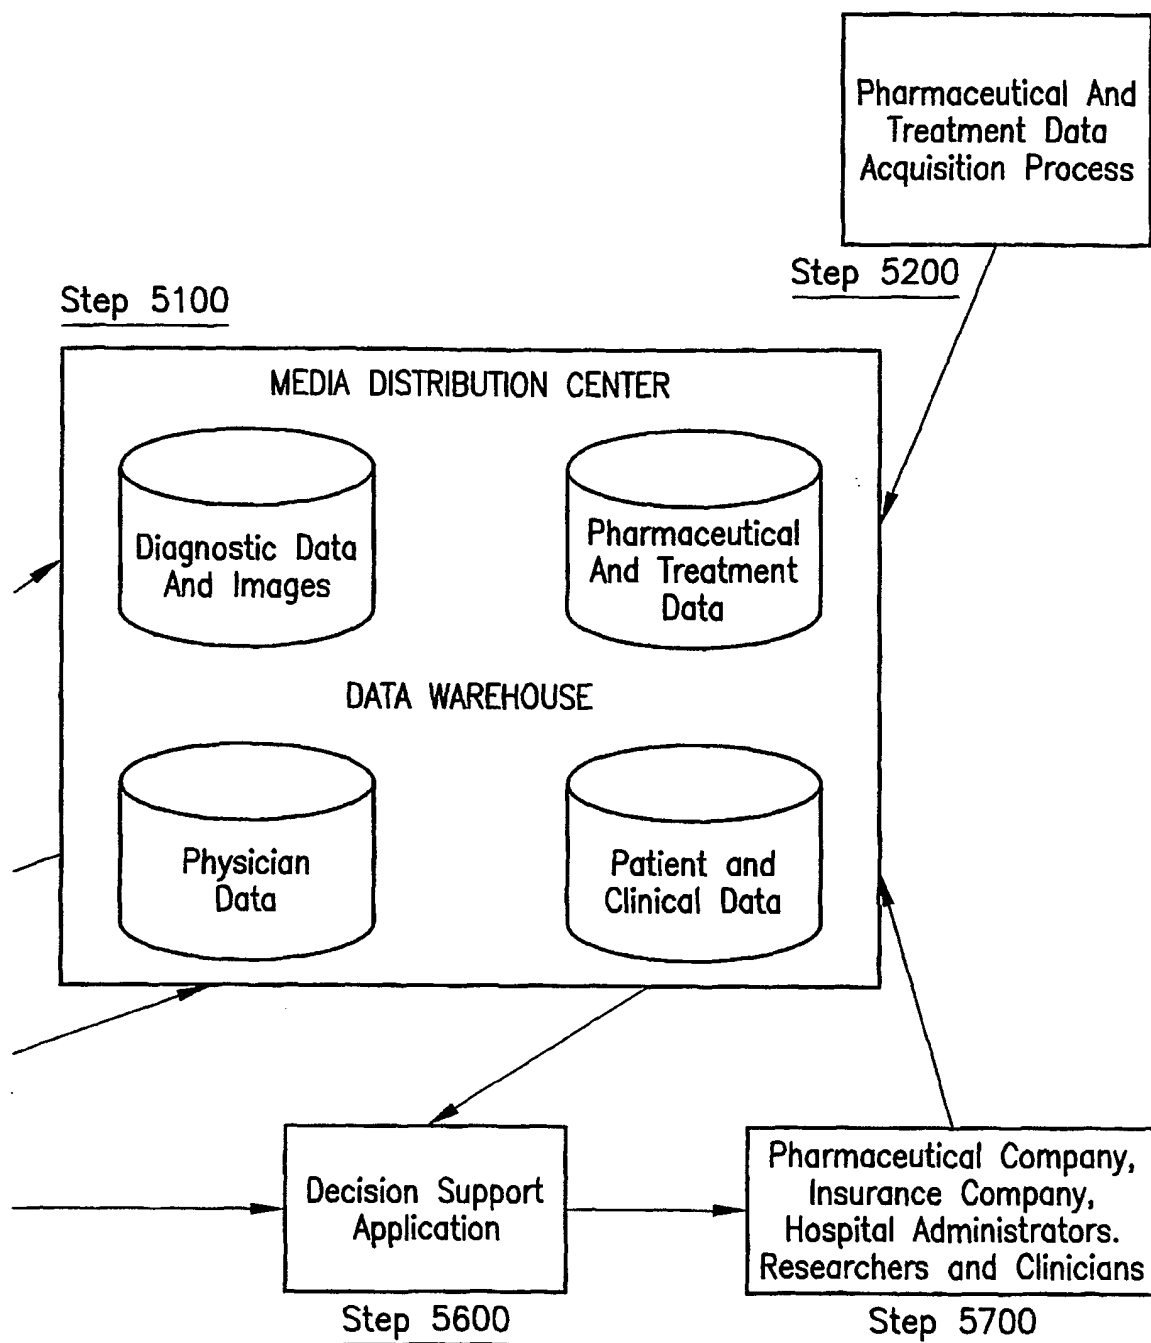 Pharmaceutical And
Treatment Data
Acquisition Process
Step 5200
Step 5100
MEDIA DISTRIBUTION CENTER
Diagnostic Data
And Images
Pharmaceutical
And Treatment
Data
DATA WAREHOUSE
Physician
Data
Patient and
Clinical Data
Decision Support
Application
Step 5600
Pharmaceutical Company,
Insurance Company,
Hospital Administrators.
Researchers and Clinicians
Step 5700